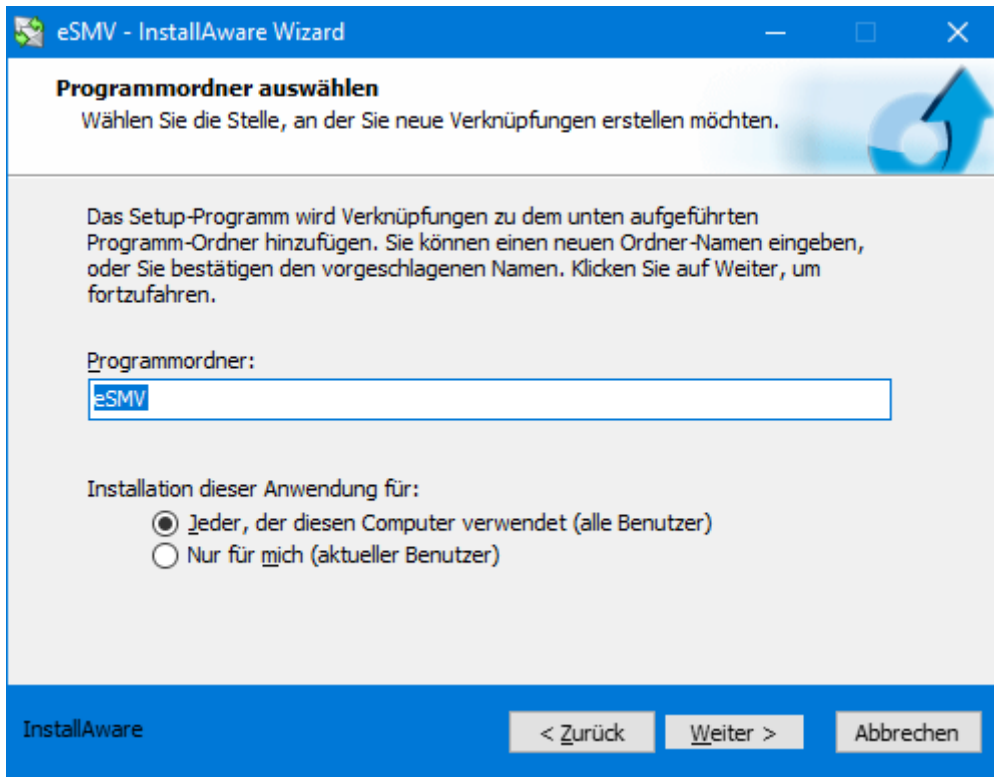 eSMV - InstallAware Wizard
Programmordner auswählen
Wählen Sie die Stelle, an der Sie neue Verknüpfungen erstellen möchten.
Das Setup-Programm wird Verknüpfungen zu dem unten aufgeführten
Programm-Ordner hinzufügen. Sie können einen neuen Ordner-Namen eingeben,
oder Sie bestätigen den vorgeschlagenen Namen. Klicken Sie auf Weiter, um
fortzufahren.
Programmordner:
eSMV
Installation dieser Anwendung für:
Jeder, der diesen Computer verwendet (alle Benutzer)
Nur für mich (aktueller Benutzer)
InstallAware
< Zurück
Weiter >
Abbrechen